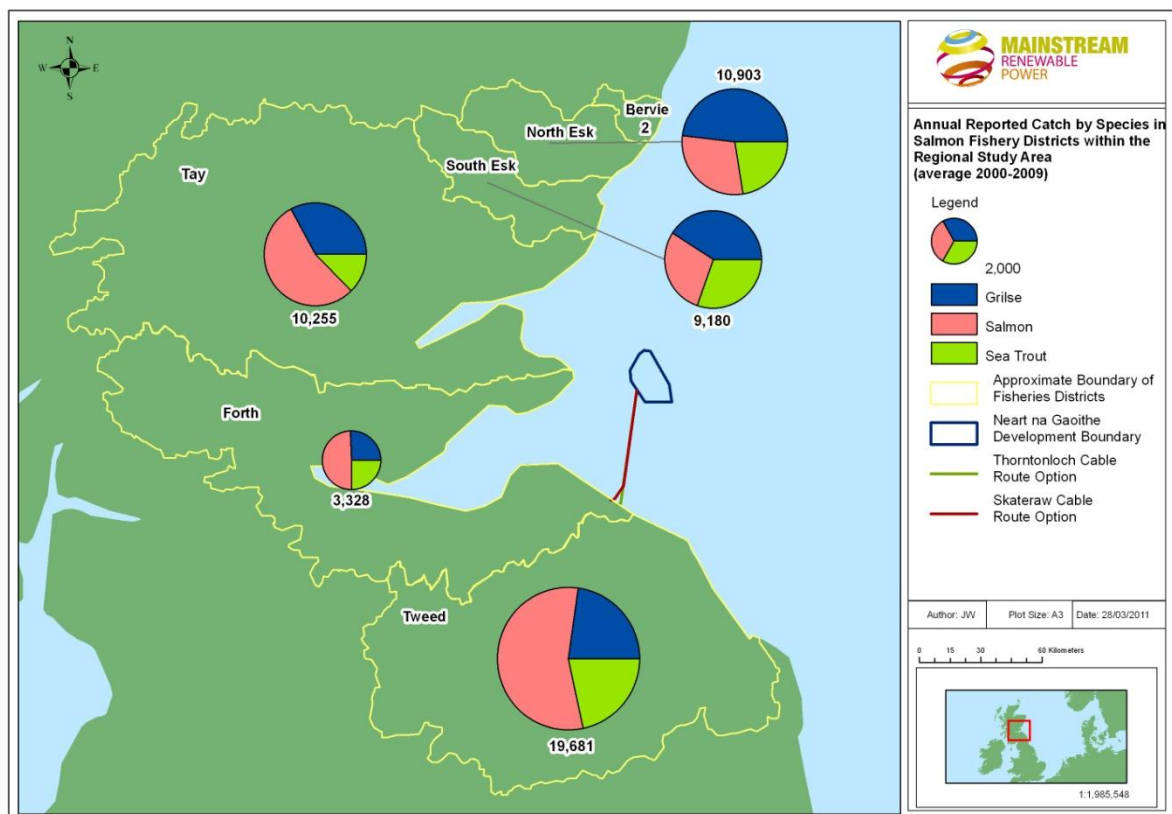 N
W E
S
Tay
North Esk
Bervie
2
South Esk
10,903
9,180
10,255
Forth
3,328
Tweed
19,681
MAINSTREAM
RENEWABLE
POWER
Annual Reported Catch by Species in
Salmon Fishery Districts within the
Regional Study Area
(average 2000-2009)
Legend
2,000
Grilse
Salmon
Sea Trout
Approximate Boundary of
Fisheries Districts
Neart na Gaoithe
Development Boundary
Thorntonloch Cable
Route Option
Skateraw Cable
Route Option
Author: JW Plot Size: A3 Date: 28/03/2011
0 15 30 60 Kilometers
1:1,985,548